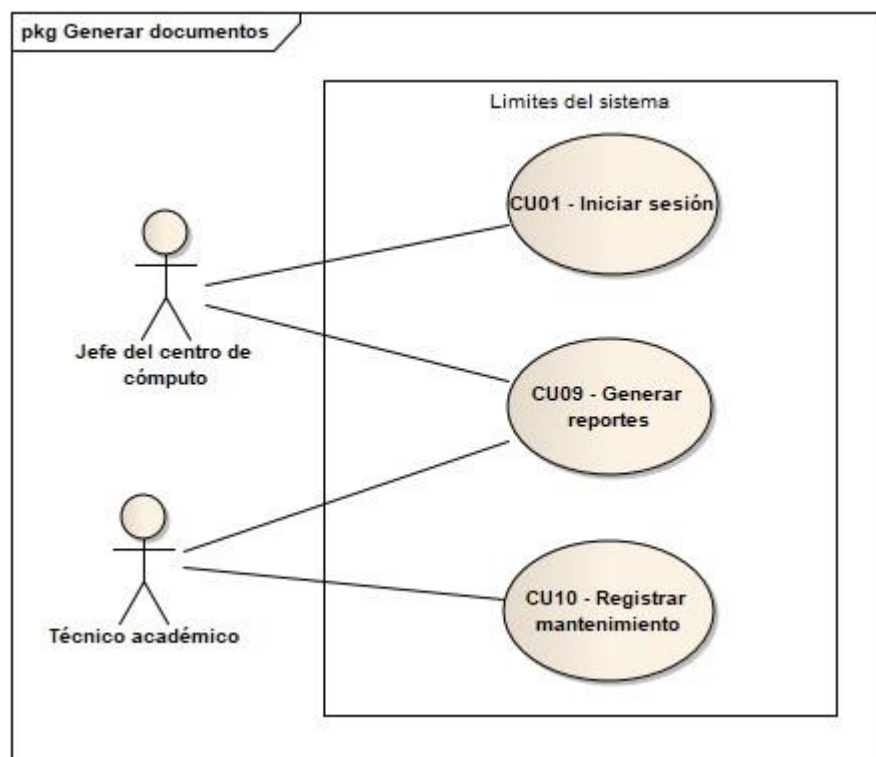 pkg Generar documentos
Limites del sistema
CU01 - Iniciar sesión
Jefe del centro de
cómputo
CU09 - Generar
reportes
Técnico académico
CU10 - Registrar
mantenimiento